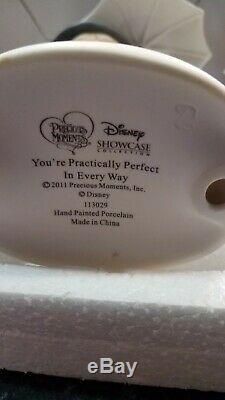 PRECIOUS MOMENTS
Disney
SHOWCASE
COLLECTION
You're Practically Perfect
In Every Way
© 2011 Precious Moments, Inc.
© Disney
113029
Hand Painted Porcelain
Made in China